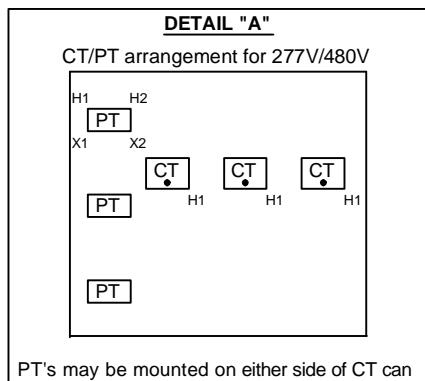 DETAIL "A"
CT/PT arrangement for 277V/480V
H1 H2
PT
X1 X2
CT CT CT
H1 H1 H1
PT
PT
PT's may be mounted on either side of CT can